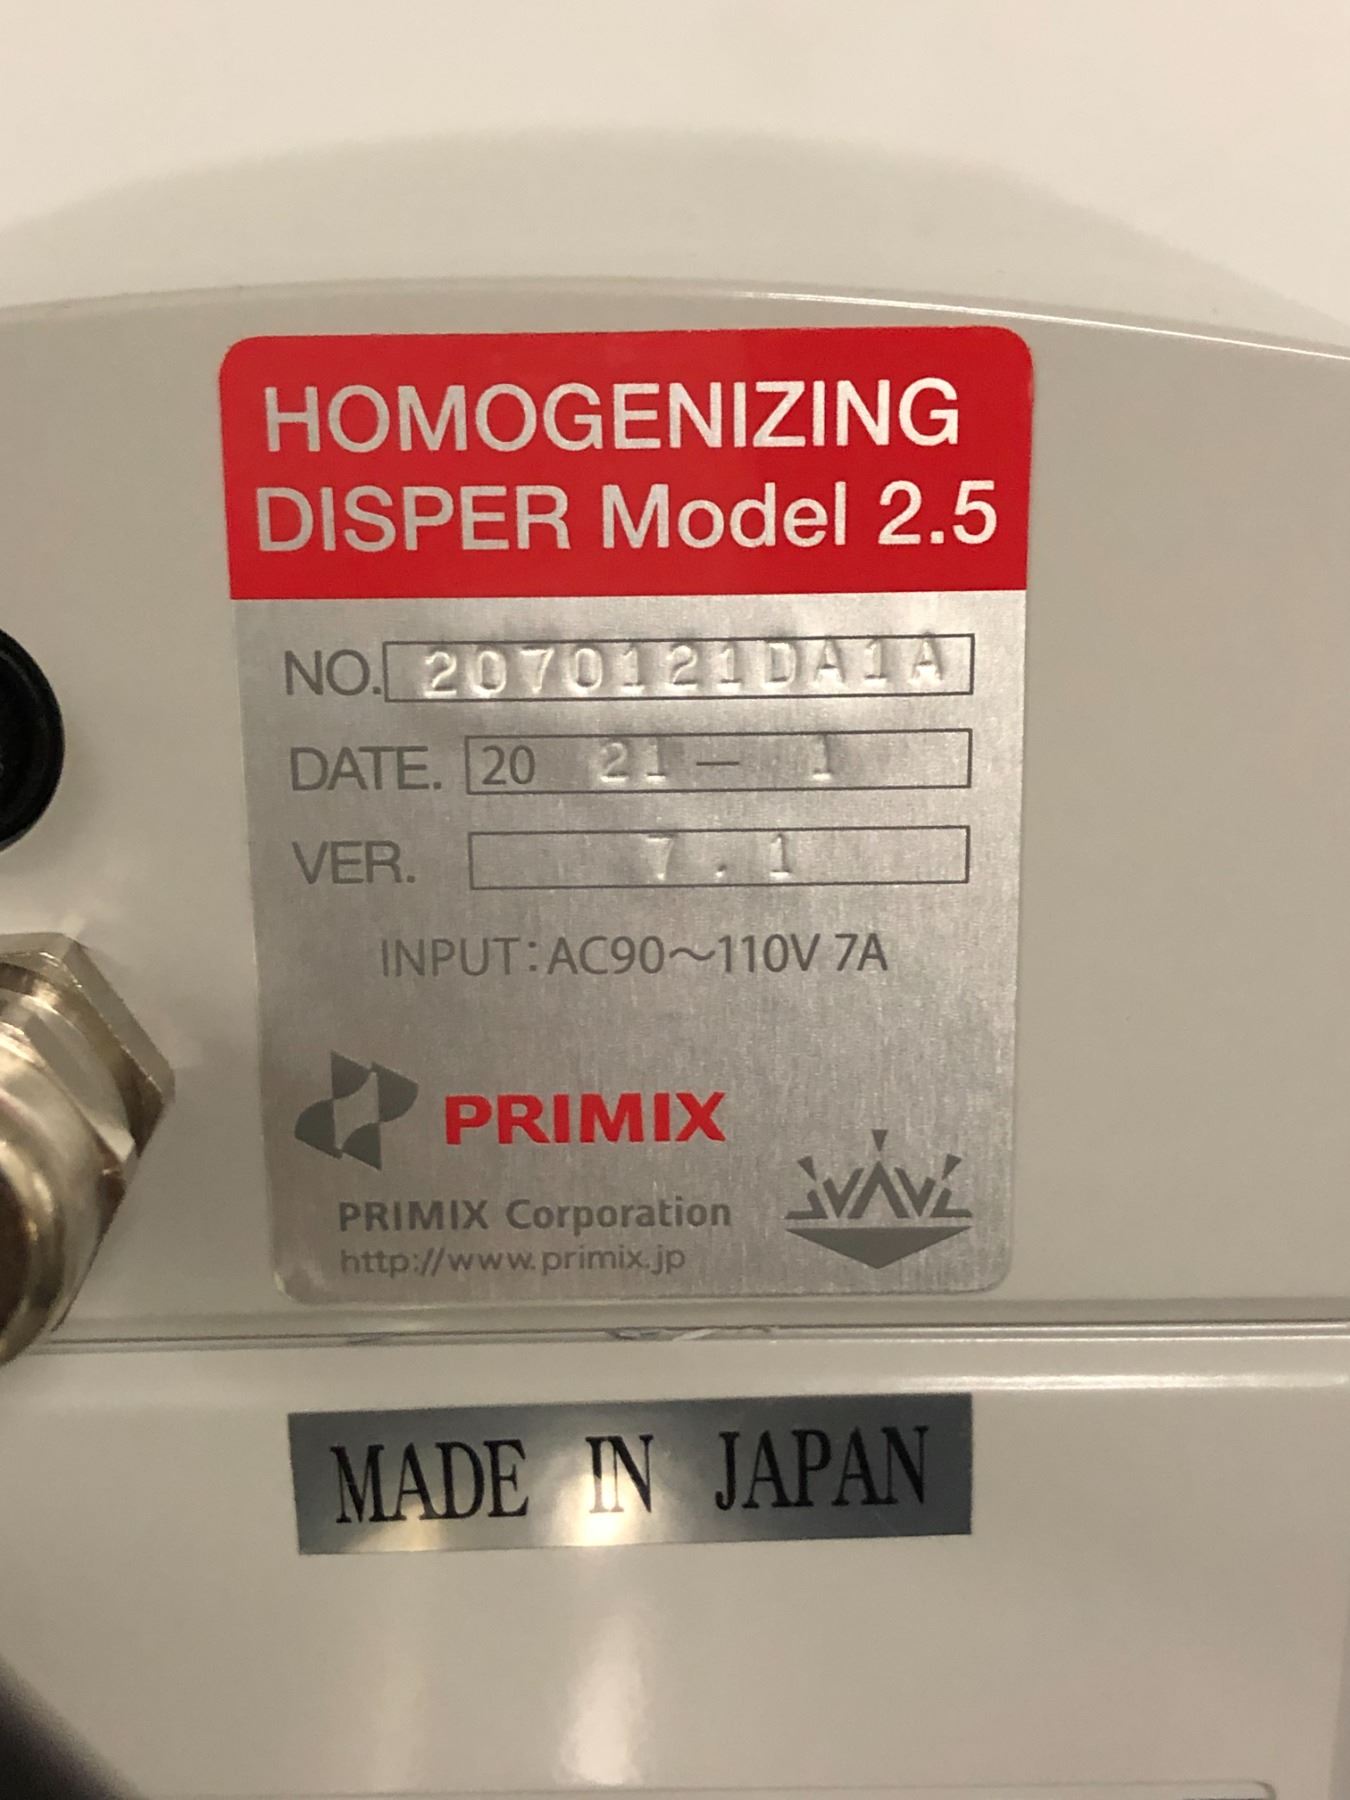 HOMOGENIZING
DISPER Model 2.5
NO. 2070121DA1A
DATE. 20 21 — 1
VER. 7.1
INPUT:AC90～110V 7A
PRIMIX
PRIMIX Corporation
http://www.primix.jp
MADE IN JAPAN